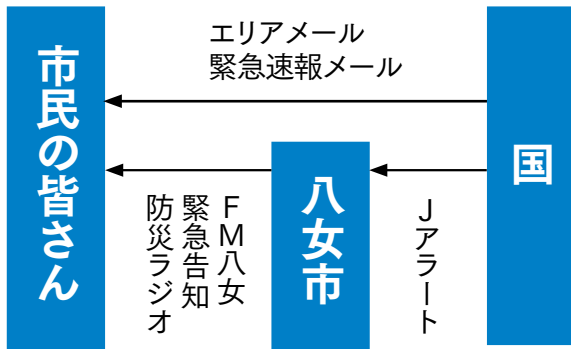 エリアメール
緊急速報メール
国
Jアラート
八女市
FM八女
緊急告知
防災ラジオ
市民の皆さん